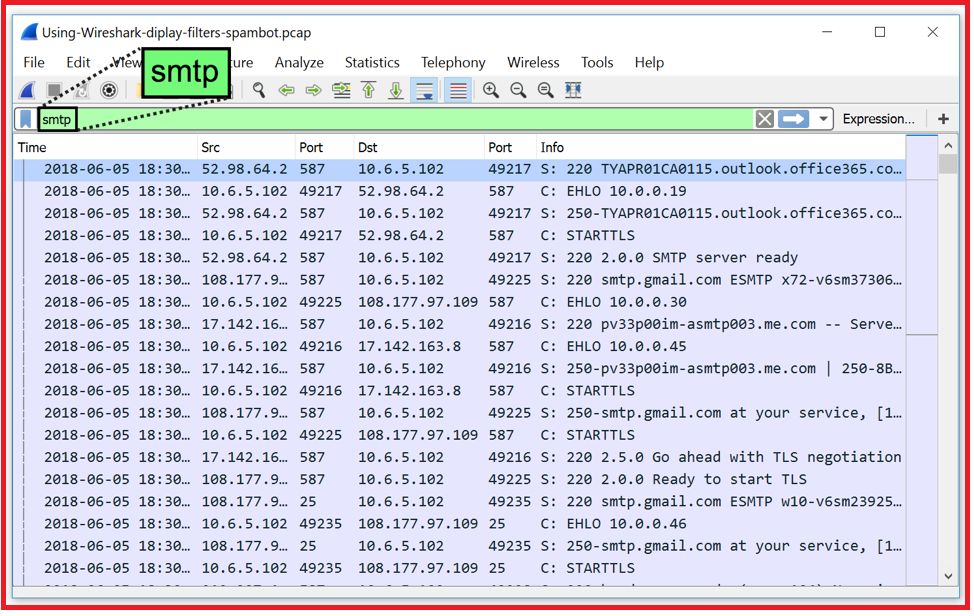 Using-Wireshark-diplay-filters-spambot.pcap
File Edit View ture Analyze Statistics Telephony Wireless Tools Help
smtp
smtp Expression... +
Time Src Port Dst Port Info
2018-06-05 18:30… 52.98.64.2 587 10.6.5.102 49217 S: 220 TYAPR01CA0115.outlook.office365.co…
2018-06-05 18:30… 10.6.5.102 49217 52.98.64.2 587 C: EHLO 10.0.0.19
2018-06-05 18:30… 52.98.64.2 587 10.6.5.102 49217 S: 250-TYAPR01CA0115.outlook.office365.co…
2018-06-05 18:30… 10.6.5.102 49217 52.98.64.2 587 C: STARTTLS
2018-06-05 18:30… 52.98.64.2 587 10.6.5.102 49217 S: 220 2.0.0 SMTP server ready
2018-06-05 18:30… 108.177.9… 587 10.6.5.102 49225 S: 220 smtp.gmail.com ESMTP x72-v6sm37306…
2018-06-05 18:30… 10.6.5.102 49225 108.177.97.109 587 C: EHLO 10.0.0.30
2018-06-05 18:30… 17.142.16… 587 10.6.5.102 49216 S: 220 pv33p00im-asmtp003.me.com -- Serve…
2018-06-05 18:30… 10.6.5.102 49216 17.142.163.8 587 C: EHLO 10.0.0.45
2018-06-05 18:30… 17.142.16… 587 10.6.5.102 49216 S: 250-pv33p00im-asmtp003.me.com | 250-8B…
2018-06-05 18:30… 10.6.5.102 49216 17.142.163.8 587 C: STARTTLS
2018-06-05 18:30… 108.177.9… 587 10.6.5.102 49225 S: 250-smtp.gmail.com at your service, [1…
2018-06-05 18:30… 10.6.5.102 49225 108.177.97.109 587 C: STARTTLS
2018-06-05 18:30… 17.142.16… 587 10.6.5.102 49216 S: 220 2.5.0 Go ahead with TLS negotiation
2018-06-05 18:30… 108.177.9… 587 10.6.5.102 49225 S: 220 2.0.0 Ready to start TLS
2018-06-05 18:30… 108.177.9… 25 10.6.5.102 49235 S: 220 smtp.gmail.com ESMTP w10-v6sm23925…
2018-06-05 18:30… 10.6.5.102 49235 108.177.97.109 25 C: EHLO 10.0.0.46
2018-06-05 18:30… 108.177.9… 25 10.6.5.102 49235 S: 250-smtp.gmail.com at your service, [1…
2018-06-05 18:30… 10.6.5.102 49235 108.177.97.109 25 C: STARTTLS